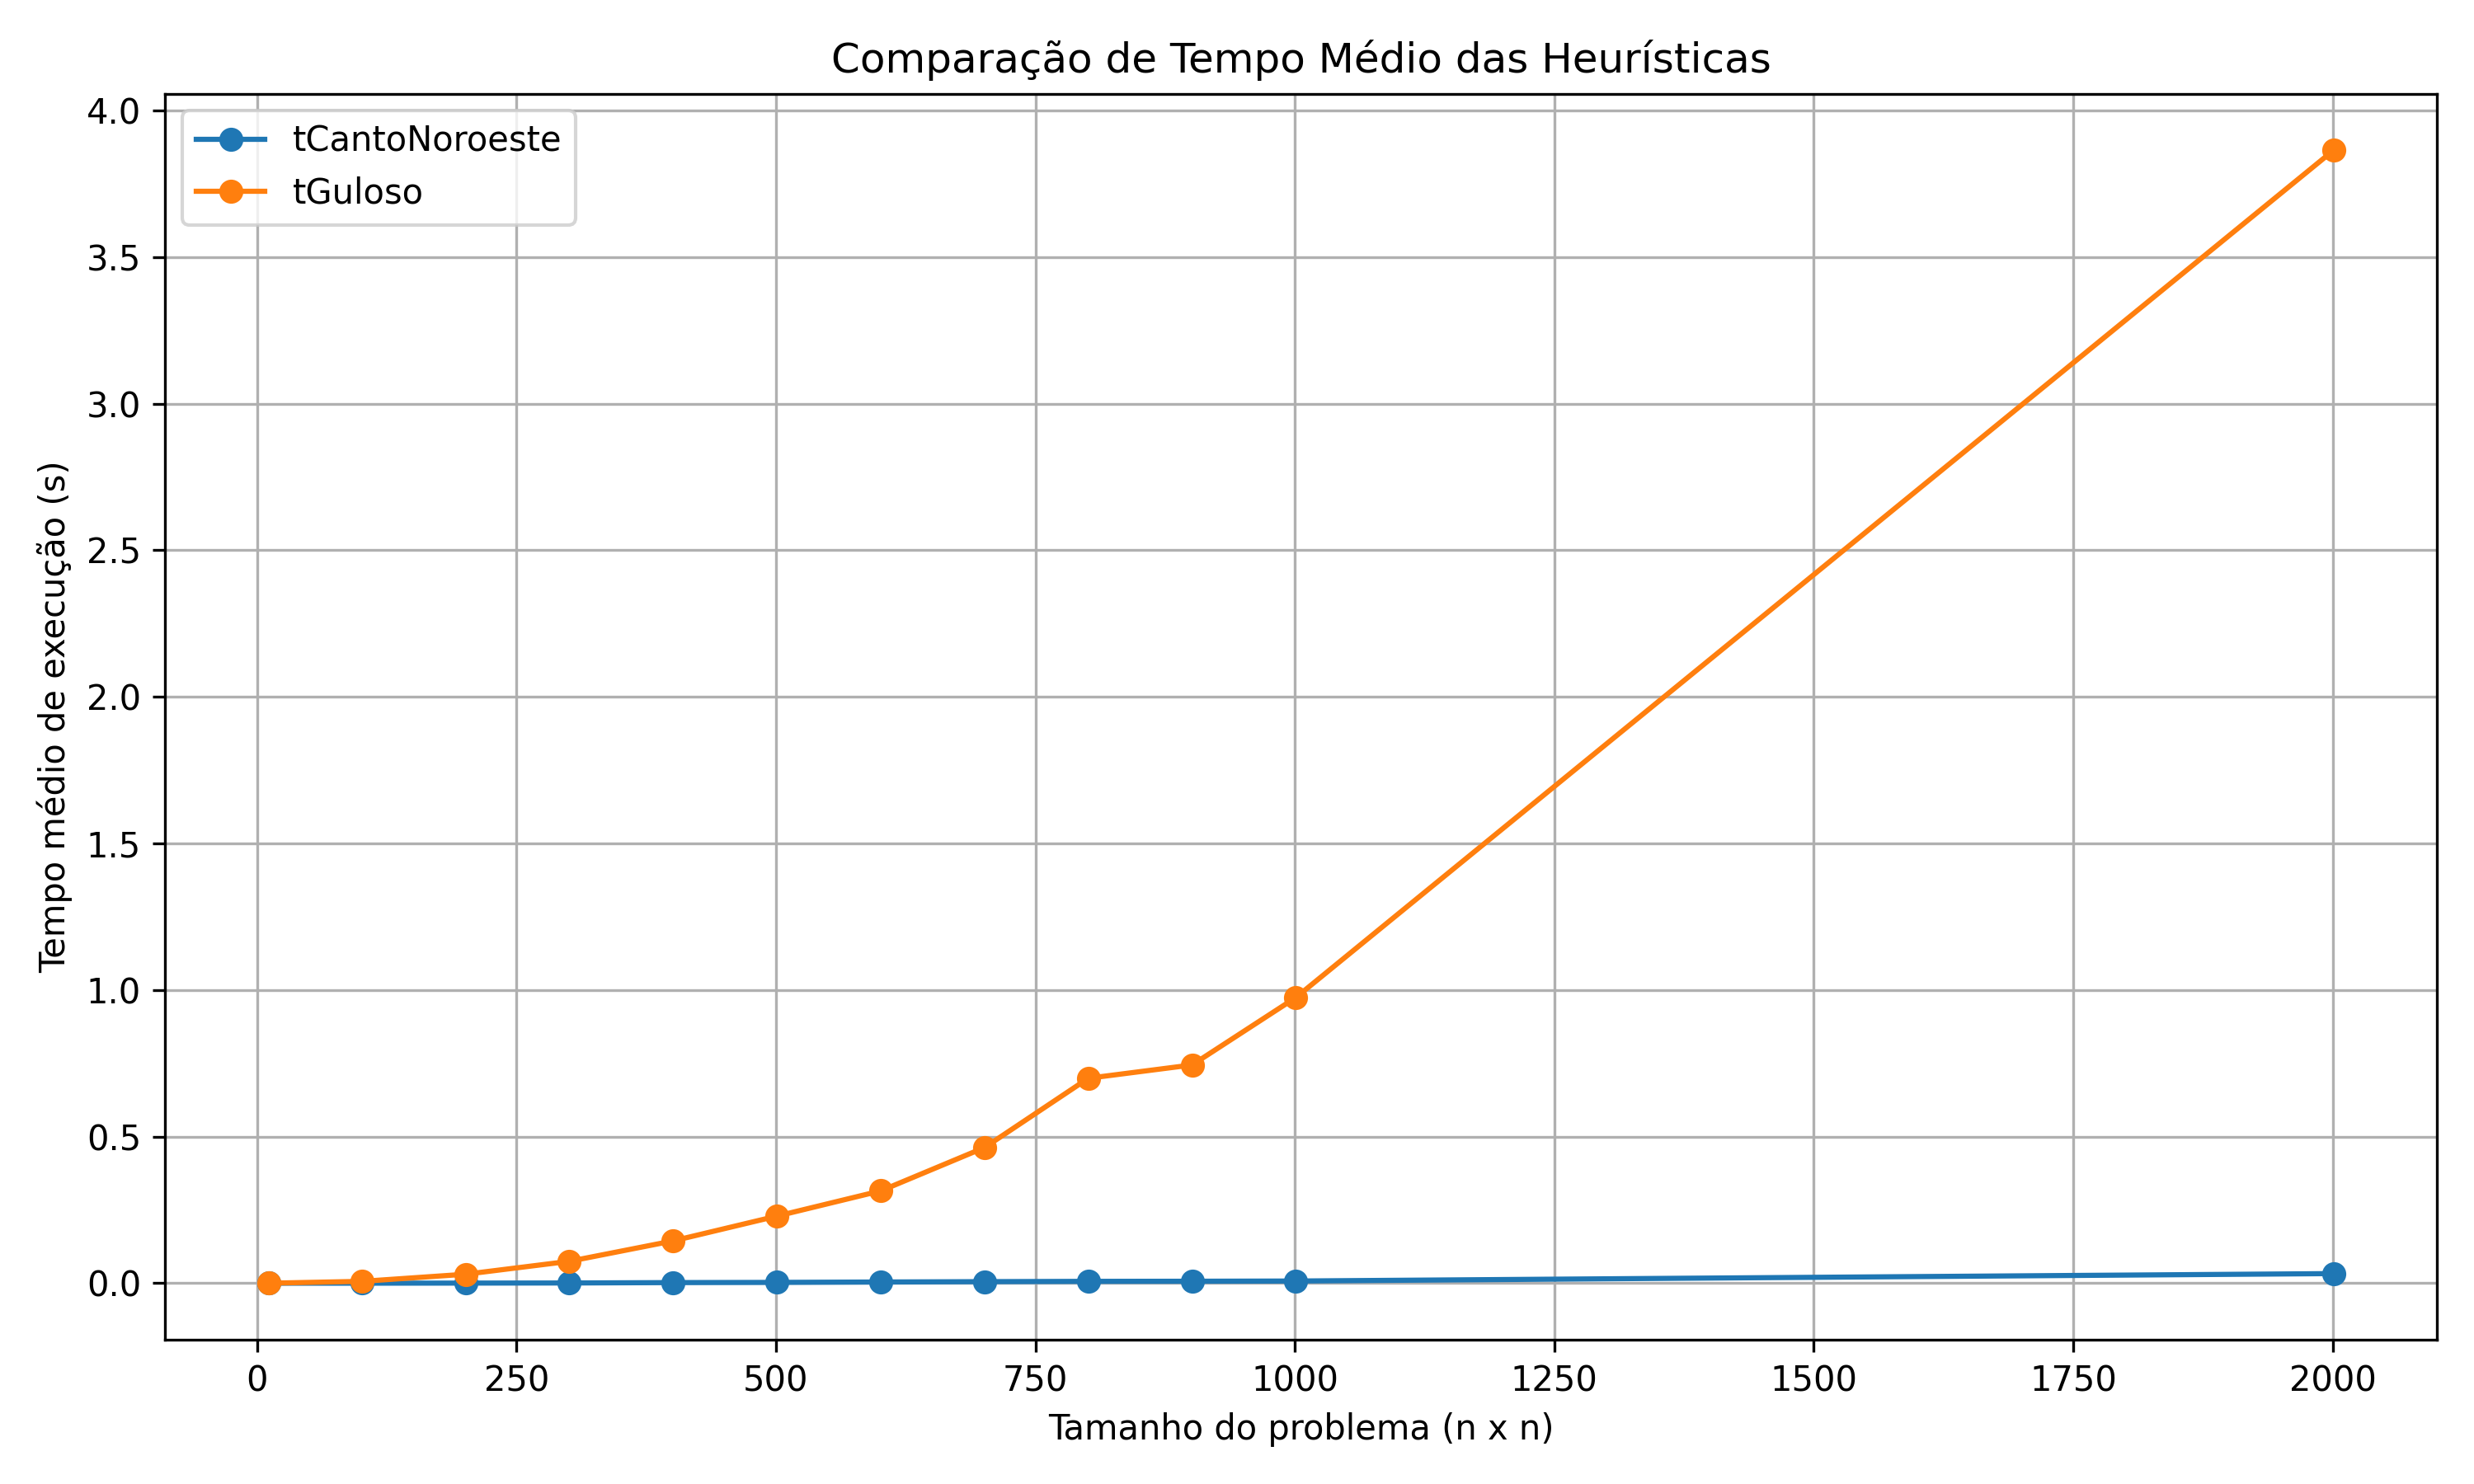 Comparação de Tempo Médio das Heurísticas
tCantoNoroeste
tGuloso
Tempo médio de execução (s)
4.0
3.5
3.0
2.5
2.0
1.5
1.0
0.5
0.0
0 250 500 750 1000 1250 1500 1750 2000
Tamanho do problema (n x n)